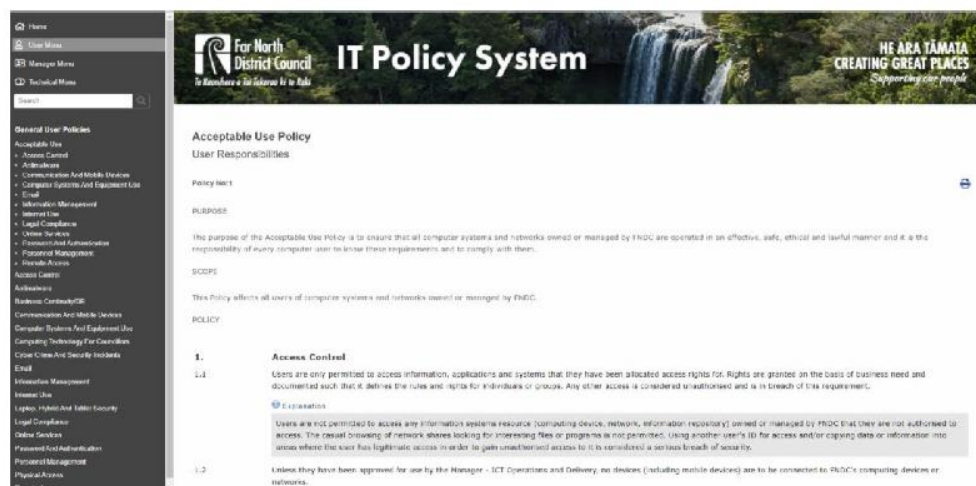 Home
User Menu
Manager Menu
Technical Menu
Search
General User Policies
Acceptable Use
Access Control
Antimalware
Communication And Mobile Devices
Computer Systems And Equipment Use
Email
Information Management
Internet Use
Legal Compliance
Online Services
Password And Authentication
Personnel Management
Remote Access
Access Control
Antimalware
Business Continuity/DR
Communication And Mobile Devices
Computer Systems And Equipment Use
Computing Technology For Councillors
Cyber Crime And Security Incidents
Email
Information Management
Internet Use
Laptop, Hybrid And Tablet Security
Legal Compliance
Online Services
Password And Authentication
Personnel Management
Physical Access
Far North
District Council
Te Kaunihera o Tai Tokerau ki te Raki
IT Policy System
HE ARA TĀMATA
CREATING GREAT PLACES
Supporting our people
Acceptable Use Policy
User Responsibilities
Policy No:1
PURPOSE
The purpose of the Acceptable Use Policy is to ensure that all computer systems and networks owned or managed by FNDC are operated in an effective, safe, ethical and lawful manner and it is the
responsibility of every computer user to know these requirements and to comply with them.
SCOPE
This Policy affects all users of computer systems and networks owned or managed by FNDC.
POLICY
1. Access Control
1.1 Users are only permitted to access information, applications and systems that they have been allocated access rights for. Rights are granted on the basis of business need and
documented such that it defines the rules and rights for individuals or groups. Any other access is considered unauthorised and is in breach of this requirement.
Explanation
Users are not permitted to access any information systems resource (computing device, network, information repository) owned or managed by FNDC that they are not authorised to
access. The casual browsing of network shares looking for interesting files or programs is not permitted. Using another user's ID for access and/or copying data or information into
areas where the user has legitimate access in order to gain unauthorised access to it is considered a serious breach of security.
1.2 Unless they have been approved for use by the Manager - ICT Operations and Delivery, no devices (including mobile devices) are to be connected to FNDC's computing devices or
networks.